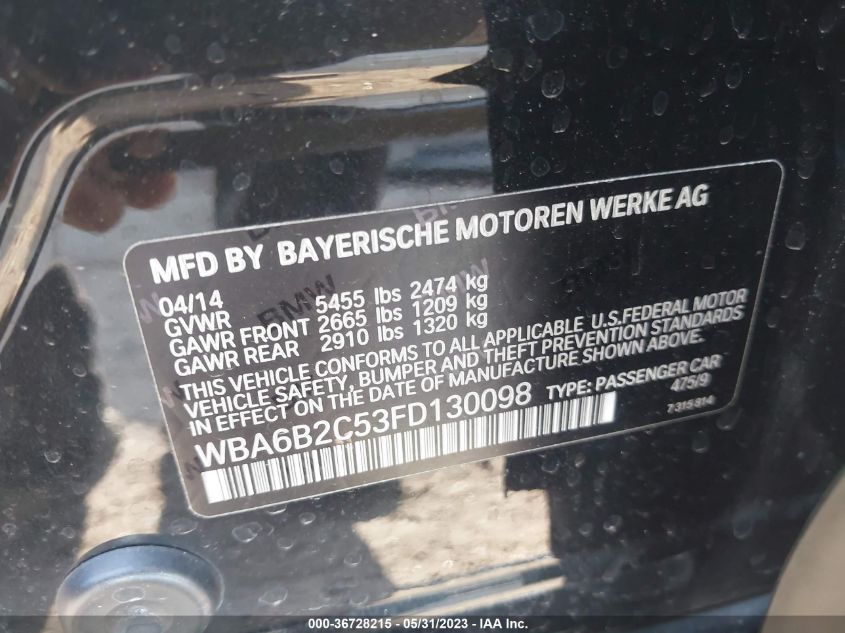 MFD BY BAYERISCHE MOTOREN WERKE AG
04/14
GVWR 5455 lbs 2474 kg
GAWR FRONT 2665 lbs 1209 kg
GAWR REAR 2910 lbs 1320 kg
THIS VEHICLE CONFORMS TO ALL APPLICABLE U.S.FEDERAL MOTOR
VEHICLE SAFETY, BUMPER AND THEFT PREVENTION STANDARDS
IN EFFECT ON THE DATE OF MANUFACTURE SHOWN ABOVE.
WBA6B2C53FD130098 TYPE: PASSENGER CAR
475/9
7315814
000-36728215 - 05/31/2023 - IAA Inc.